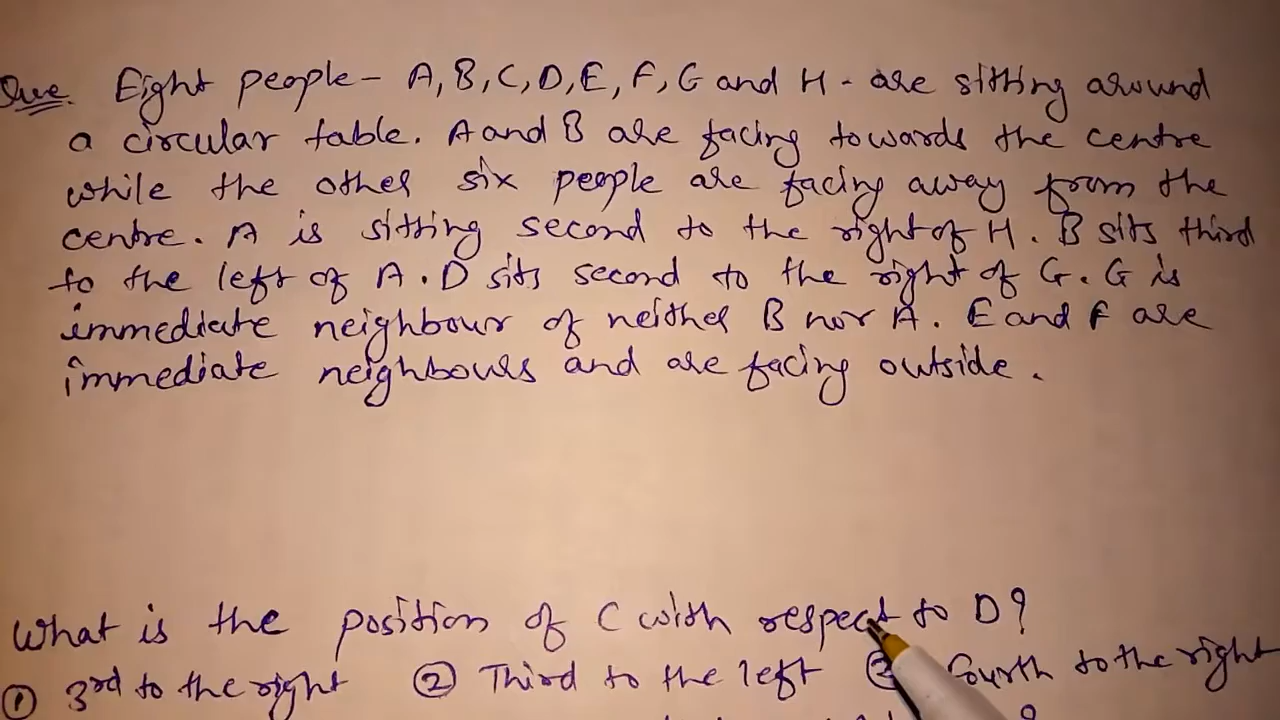 Que. Eight people - A, B, C, D, E, F, G and H - are sitting around
a circular table. A and B are facing towards the centre
while the other six people are facing away from the
centre. A is sitting second to the right of H. B sits third
to the left of A. D sits second to the right of G. G is
immediate neighbour of neither B nor A. E and F are
immediate neighbours and are facing outside.
What is the position of C with respect to D?
① 3rd to the right ② Third to the left Fourth to the right